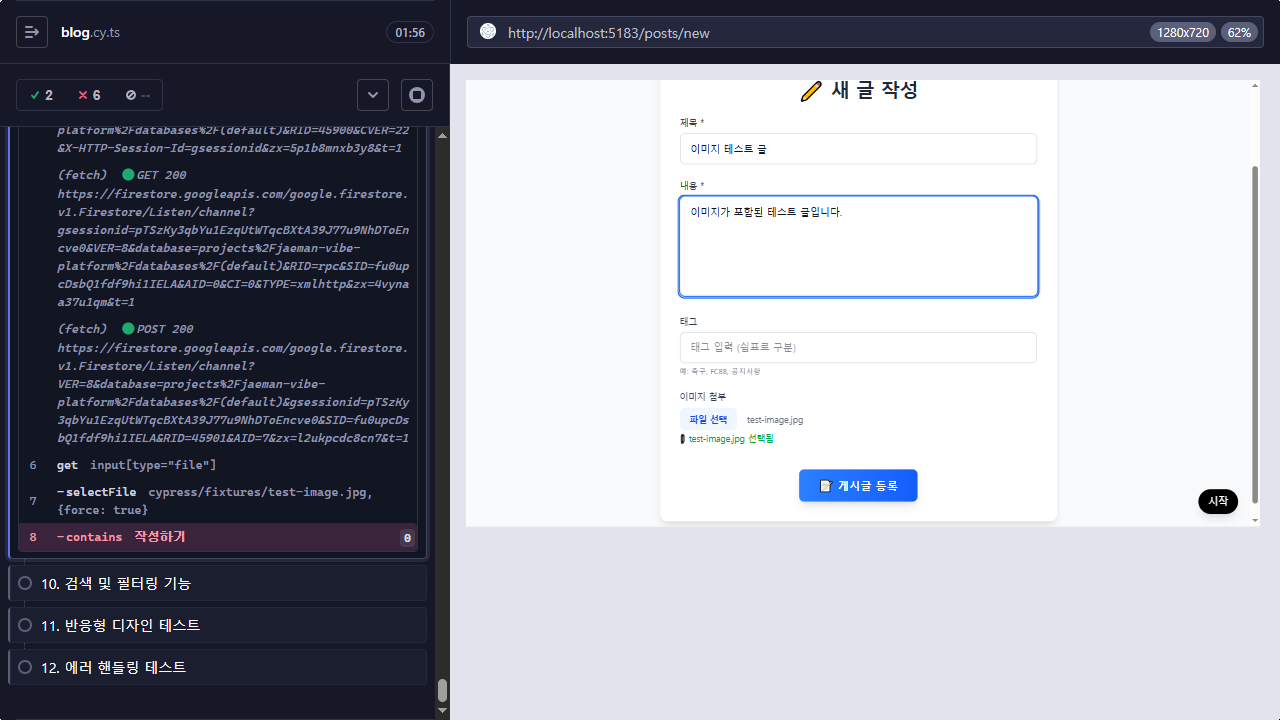 blog.cy.ts
01:56
2
6
--
platform%2Fdatabases%2F(default)&RID=45900&CVER=22
&X-HTTP-Session-Id=gsessionid&zx=5p1b8mnxb3y8&t=1
(fetch) GET 200
https://firestore.googleapis.com/google.firestore.
v1.Firestore/Listen/channel?
gsessionid=pTSzKy3qbYu1EzqUtWTqcBXtA39J77u9NhDToEn
cve0&VER=8&database=projects%2Fjaeman-vibe-
platform%2Fdatabases%2F(default)&RID=rpc&SID=fu0up
cDsbQ1fdf9hi1IELA&AID=0&CI=0&TYPE=xmlhttp&zx=4vyna
a37u1qm&t=1
(fetch) POST 200
https://firestore.googleapis.com/google.firestore.
v1.Firestore/Listen/channel?
VER=8&database=projects%2Fjaeman-vibe-
platform%2Fdatabases%2F(default)&gsessionid=pTSzKy
3qbYu1EzqUtWTqcBXtA39J77u9NhDToEncve0&SID=fu0upcDs
bQ1fdf9hi1IELA&RID=45901&AID=7&zx=l2ukpcdc8cn7&t=1
6 get input[type="file"]
7 -selectFile cypress/fixtures/test-image.jpg,
{force: true}
8 -contains 작성하기 0
10. 검색 및 필터링 기능
11. 반응형 디자인 테스트
12. 에러 핸들링 테스트
http://localhost:5183/posts/new
1280x720
62%
새 글 작성
제목 *
이미지 테스트 글
내용 *
이미지가 포함된 테스트 글입니다.
태그
태그 입력 (쉼표로 구분)
예: 축구, FC88, 공지사항
이미지 첨부
파일 선택 test-image.jpg
test-image.jpg 선택됨
게시글 등록
시작